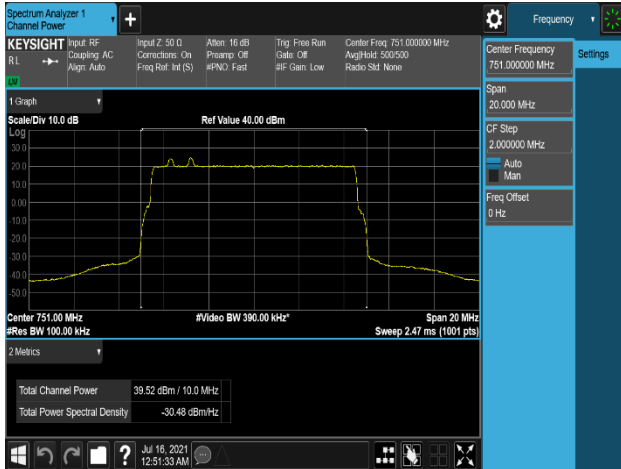 Spectrum Analyzer 1
Channel Power
+
Frequency
KEYSIGHT
R L
LV
Input: RF
Coupling: AC
Align: Auto
Input Z: 50 Ω
Corrections: On
Freq Ref: Int (S)
Atten: 16 dB
Preamp: Off
#PNO: Fast
Trig: Free Run
Gate: Off
#IF Gain: Low
Center Freq: 751.000000 MHz
Avg|Hold: 500/500
Radio Std: None
Center Frequency
751.000000 MHz
Settings
Span
20.000 MHz
CF Step
2.000000 MHz
Auto
Man
Freq Offset
0 Hz
1 Graph
Scale/Div 10.0 dB
Ref Value 40.00 dBm
Log
30.0
20.0
10.0
0.00
-10.0
-20.0
-30.0
-40.0
-50.0
Center 751.00 MHz
#Video BW 390.00 kHz*
Span 20 MHz
#Res BW 100.00 kHz
Sweep 2.47 ms (1001 pts)
2 Metrics
Total Channel Power 39.52 dBm / 10.0 MHz
Total Power Spectral Density -30.48 dBm/Hz
?
Jul 16, 2021
12:51:33 AM